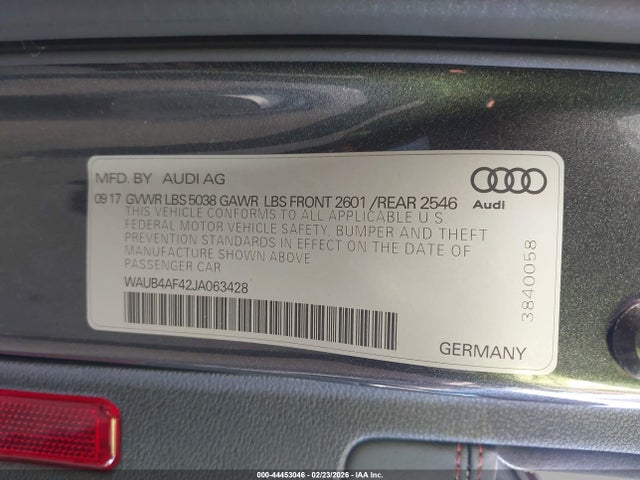 MFD. BY AUDI AG
09 17 GVWR LBS 5038 GAWR LBS FRONT 2601 /REAR 2546
THIS VEHICLE CONFORMS TO ALL APPLICABLE U S
FEDERAL MOTOR VEHICLE SAFETY, BUMPER AND THEFT
PREVENTION STANDARDS IN EFFECT ON THE DATE OF
MANUFACTURE SHOWN ABOVE
PASSENGER CAR
WAUB4AF42JA063428
Audi
3840058
GERMANY
000-44453046 - 02/23/2026 - IAA Inc.